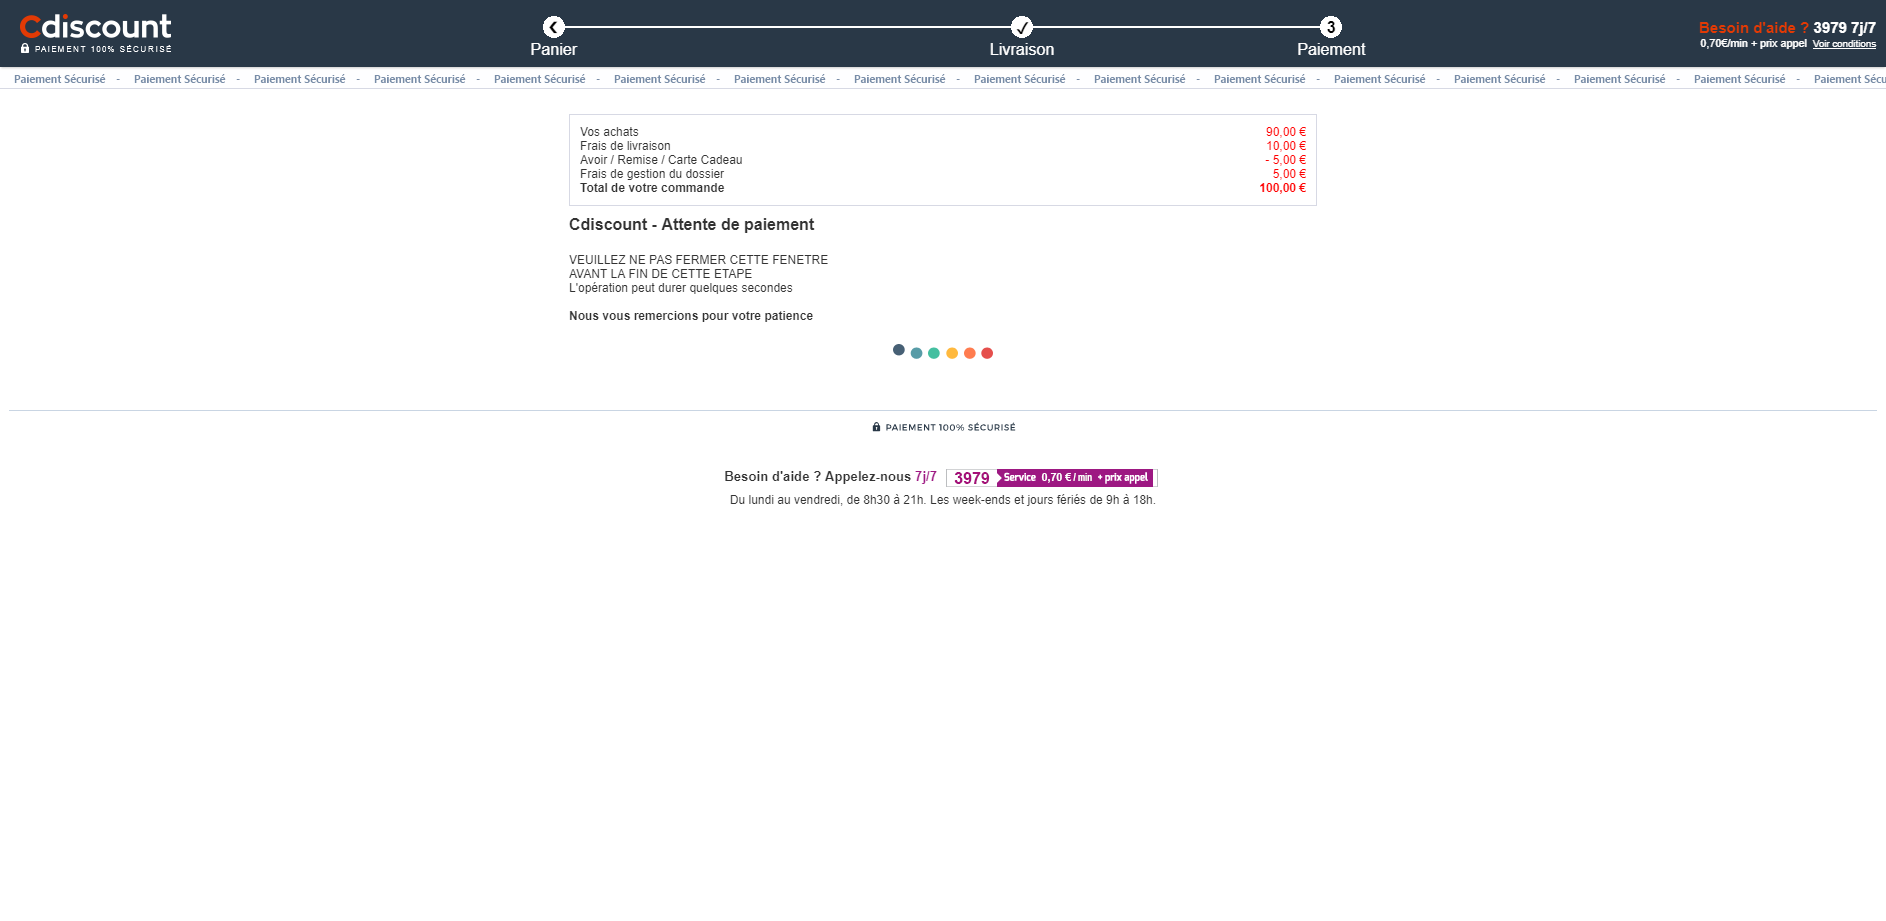 Cdiscount
PAIEMENT 100% SÉCURISÉ
Panier
Livraison
3
Paiement
Besoin d'aide ? 3979 7j/7
0,70€/min + prix appel Voir conditions
Paiement Sécurisé - Paiement Sécurisé - Paiement Sécurisé - Paiement Sécurisé - Paiement Sécurisé - Paiement Sécurisé - Paiement Sécurisé - Paiement Sécurisé - Paiement Sécurisé - Paiement Sécurisé - Paiement Sécurisé - Paiement Sécurisé - Paiement Sécurisé - Paiement Sécurisé - Paiement Sécurisé - Paiement Sécu
Vos achats 90,00 €
Frais de livraison 10,00 €
Avoir / Remise / Carte Cadeau - 5,00 €
Frais de gestion du dossier 5,00 €
Total de votre commande 100,00 €
Cdiscount - Attente de paiement
VEUILLEZ NE PAS FERMER CETTE FENETRE
AVANT LA FIN DE CETTE ETAPE
L'opération peut durer quelques secondes
Nous vous remercions pour votre patience
PAIEMENT 100% SÉCURISÉ
Besoin d'aide ? Appelez-nous 7j/7 3979 Service 0,70 € / min + prix appel
Du lundi au vendredi, de 8h30 à 21h. Les week-ends et jours fériés de 9h à 18h.